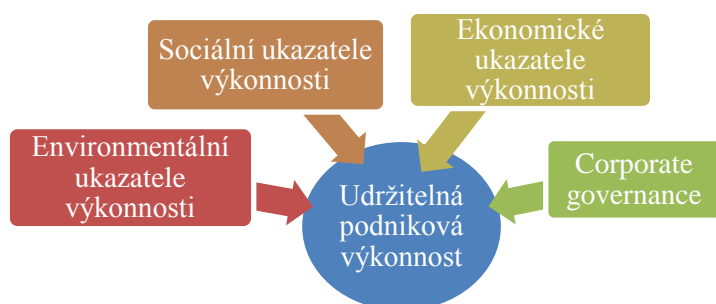 Sociální ukazatele
výkonnosti
Ekonomické
ukazatele
výkonnosti
Environmentální
ukazatele
výkonnosti
Corporate
governance
Udržitelná
podniková
výkonnost